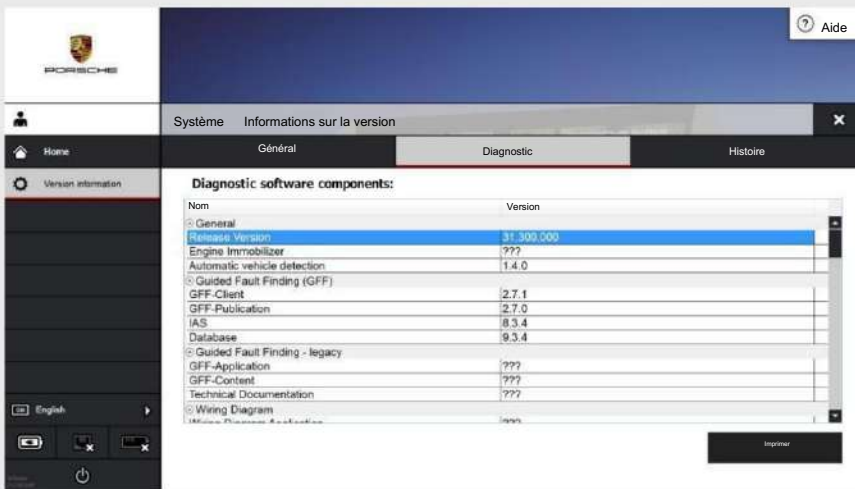 Aide
PORSCHE
Système Informations sur la version
Home
Général
Diagnostic
Histoire
Version information
Diagnostic software components:
Nom Version
General
Release Version 31.300.000
Engine Immobilizer ???
Automatic vehicle detection 1.4.0
Guided Fault Finding (GFF)
GFF-Client 2.7.1
GFF-Publication 2.7.0
IAS 8.3.4
Database 9.3.4
Guided Fault Finding - legacy
GFF-Application ???
GFF-Content ???
Technical Documentation ???
Wiring Diagram
Wiring Diagram Application ???
English
Imprimer